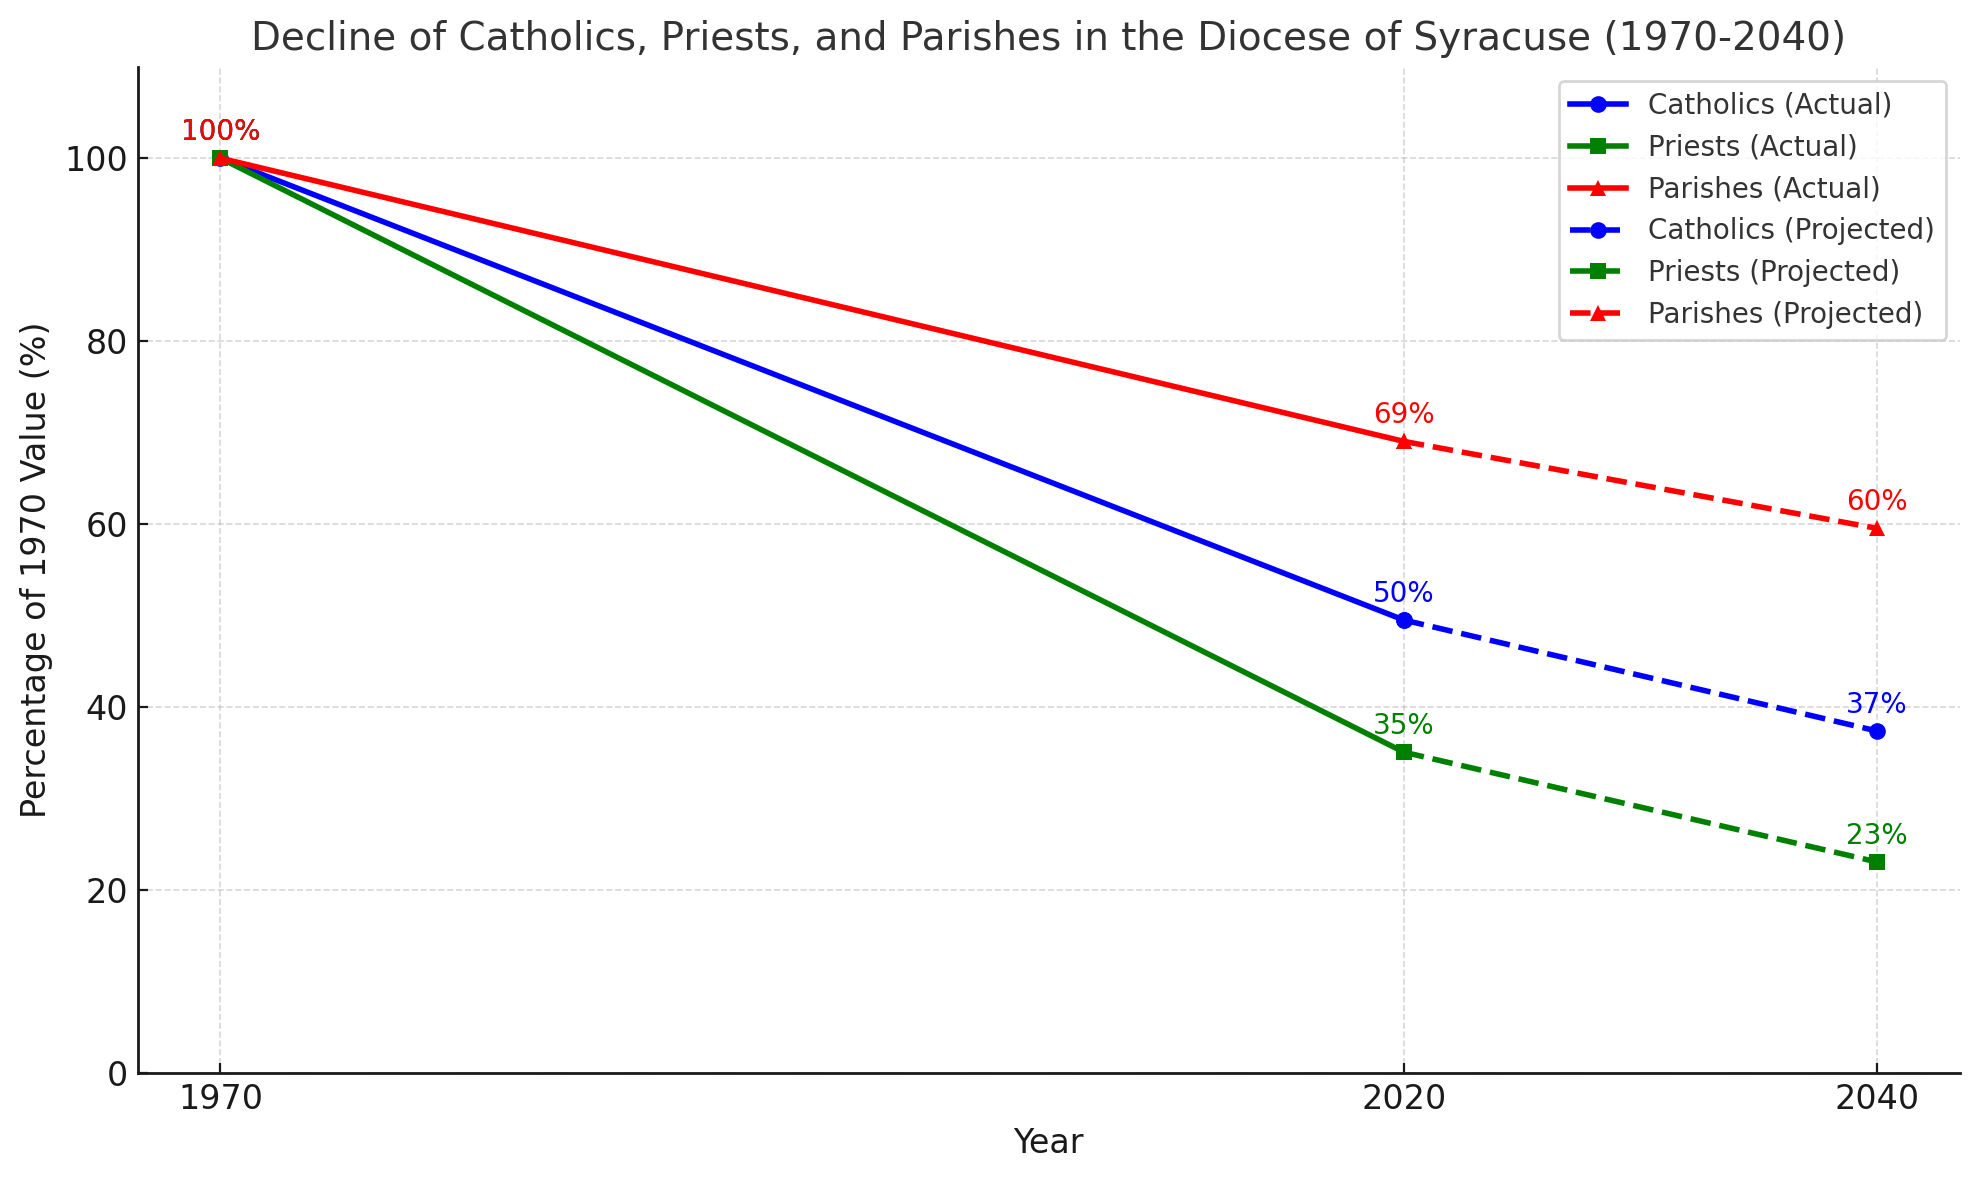 Decline of Catholics, Priests, and Parishes in the Diocese of Syracuse (1970-2040)
Catholics (Actual)
Priests (Actual)
Parishes (Actual)
Catholics (Projected)
Priests (Projected)
Parishes (Projected)
100%
69%
60%
50%
37%
35%
23%
Percentage of 1970 Value (%)
100
80
60
40
20
0
1970 2020 2040
Year